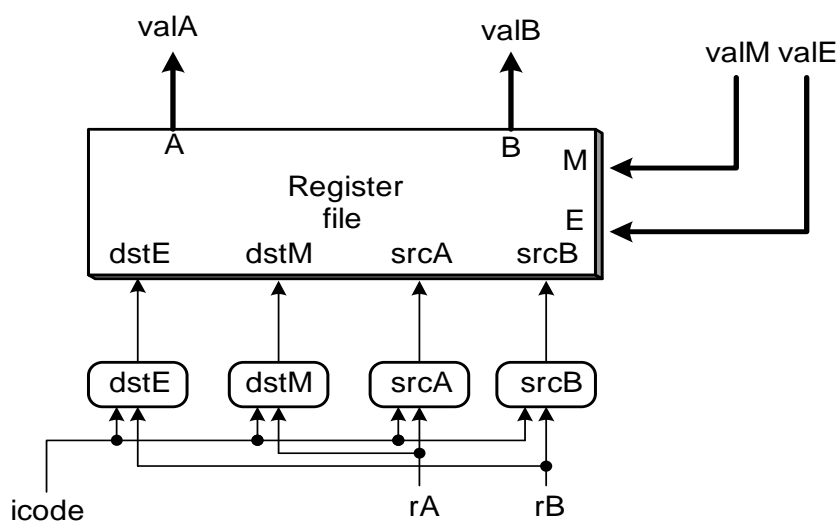 valA
valB
valM valE
A
B
M
Register
file
E
dstE
dstM
srcA
srcB
dstE
dstM
srcA
srcB
icode
rA
rB